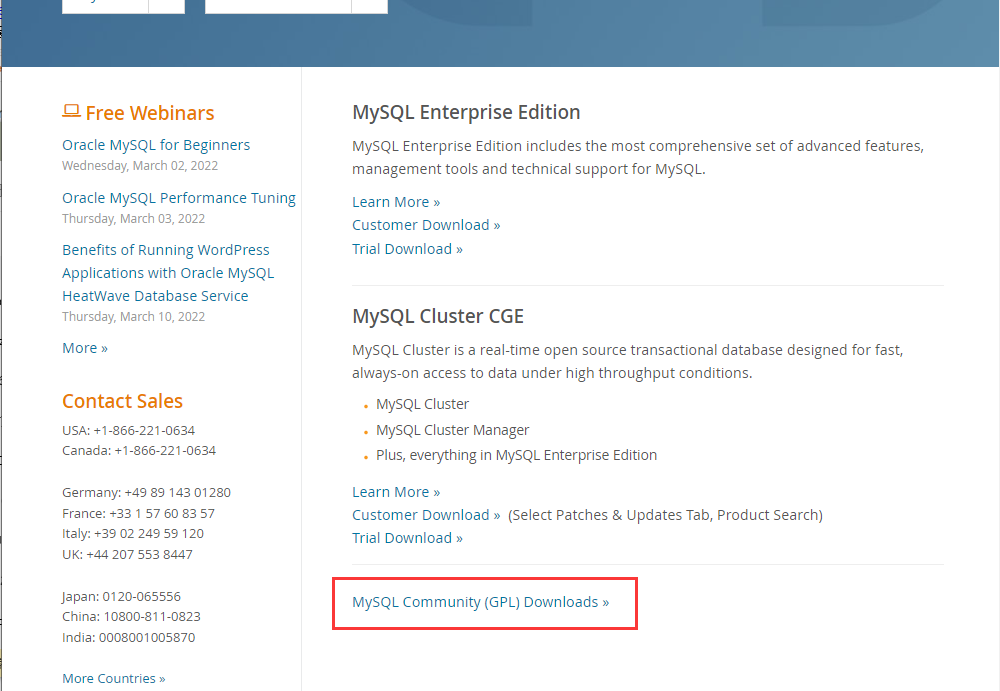 Free Webinars
Oracle MySQL for Beginners
Wednesday, March 02, 2022
Oracle MySQL Performance Tuning
Thursday, March 03, 2022
Benefits of Running WordPress
Applications with Oracle MySQL
HeatWave Database Service
Thursday, March 10, 2022
More »
Contact Sales
USA: +1-866-221-0634
Canada: +1-866-221-0634
Germany: +49 89 143 01280
France: +33 1 57 60 83 57
Italy: +39 02 249 59 120
UK: +44 207 553 8447
Japan: 0120-065556
China: 10800-811-0823
India: 0008001005870
More Countries »
MySQL Enterprise Edition
MySQL Enterprise Edition includes the most comprehensive set of advanced features,
management tools and technical support for MySQL.
Learn More »
Customer Download »
Trial Download »
MySQL Cluster CGE
MySQL Cluster is a real-time open source transactional database designed for fast,
always-on access to data under high throughput conditions.
MySQL Cluster
MySQL Cluster Manager
Plus, everything in MySQL Enterprise Edition
Learn More »
Customer Download » (Select Patches & Updates Tab, Product Search)
Trial Download »
MySQL Community (GPL) Downloads »